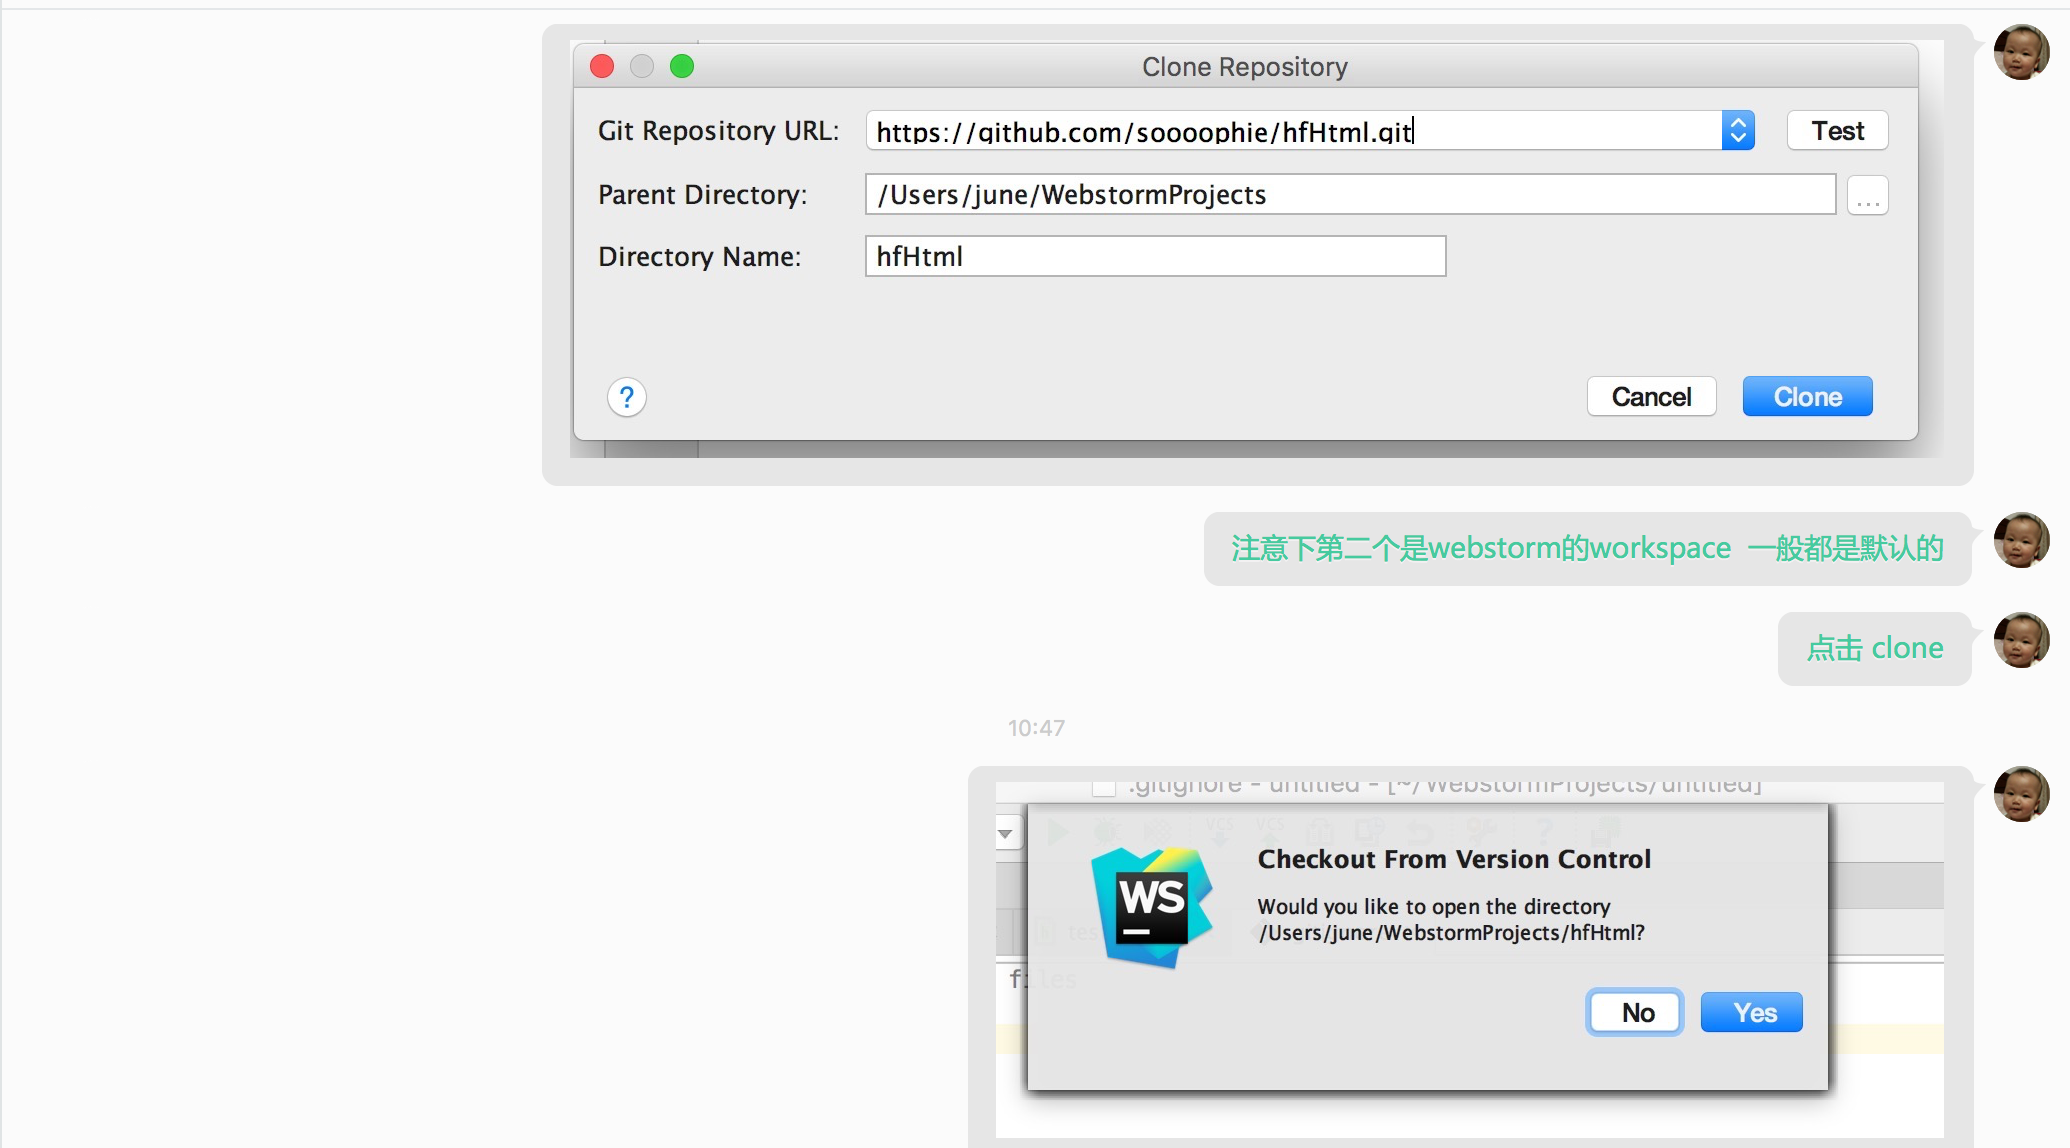 Clone Repository
Git Repository URL:
https://github.com/soooophie/hfHtml.git
Test
Parent Directory:
/Users/june/WebstormProjects
...
Directory Name:
hfHtml
?
Cancel
Clone
注意下第二个是webstorm的workspace 一般都是默认的
点击 clone
10:47
.gitignore - untitled - [~/WebstormProjects/untitled]
VCS
VCS
WS
Checkout From Version Control
Would you like to open the directory
/Users/june/WebstormProjects/hfHtml?
files
No
Yes